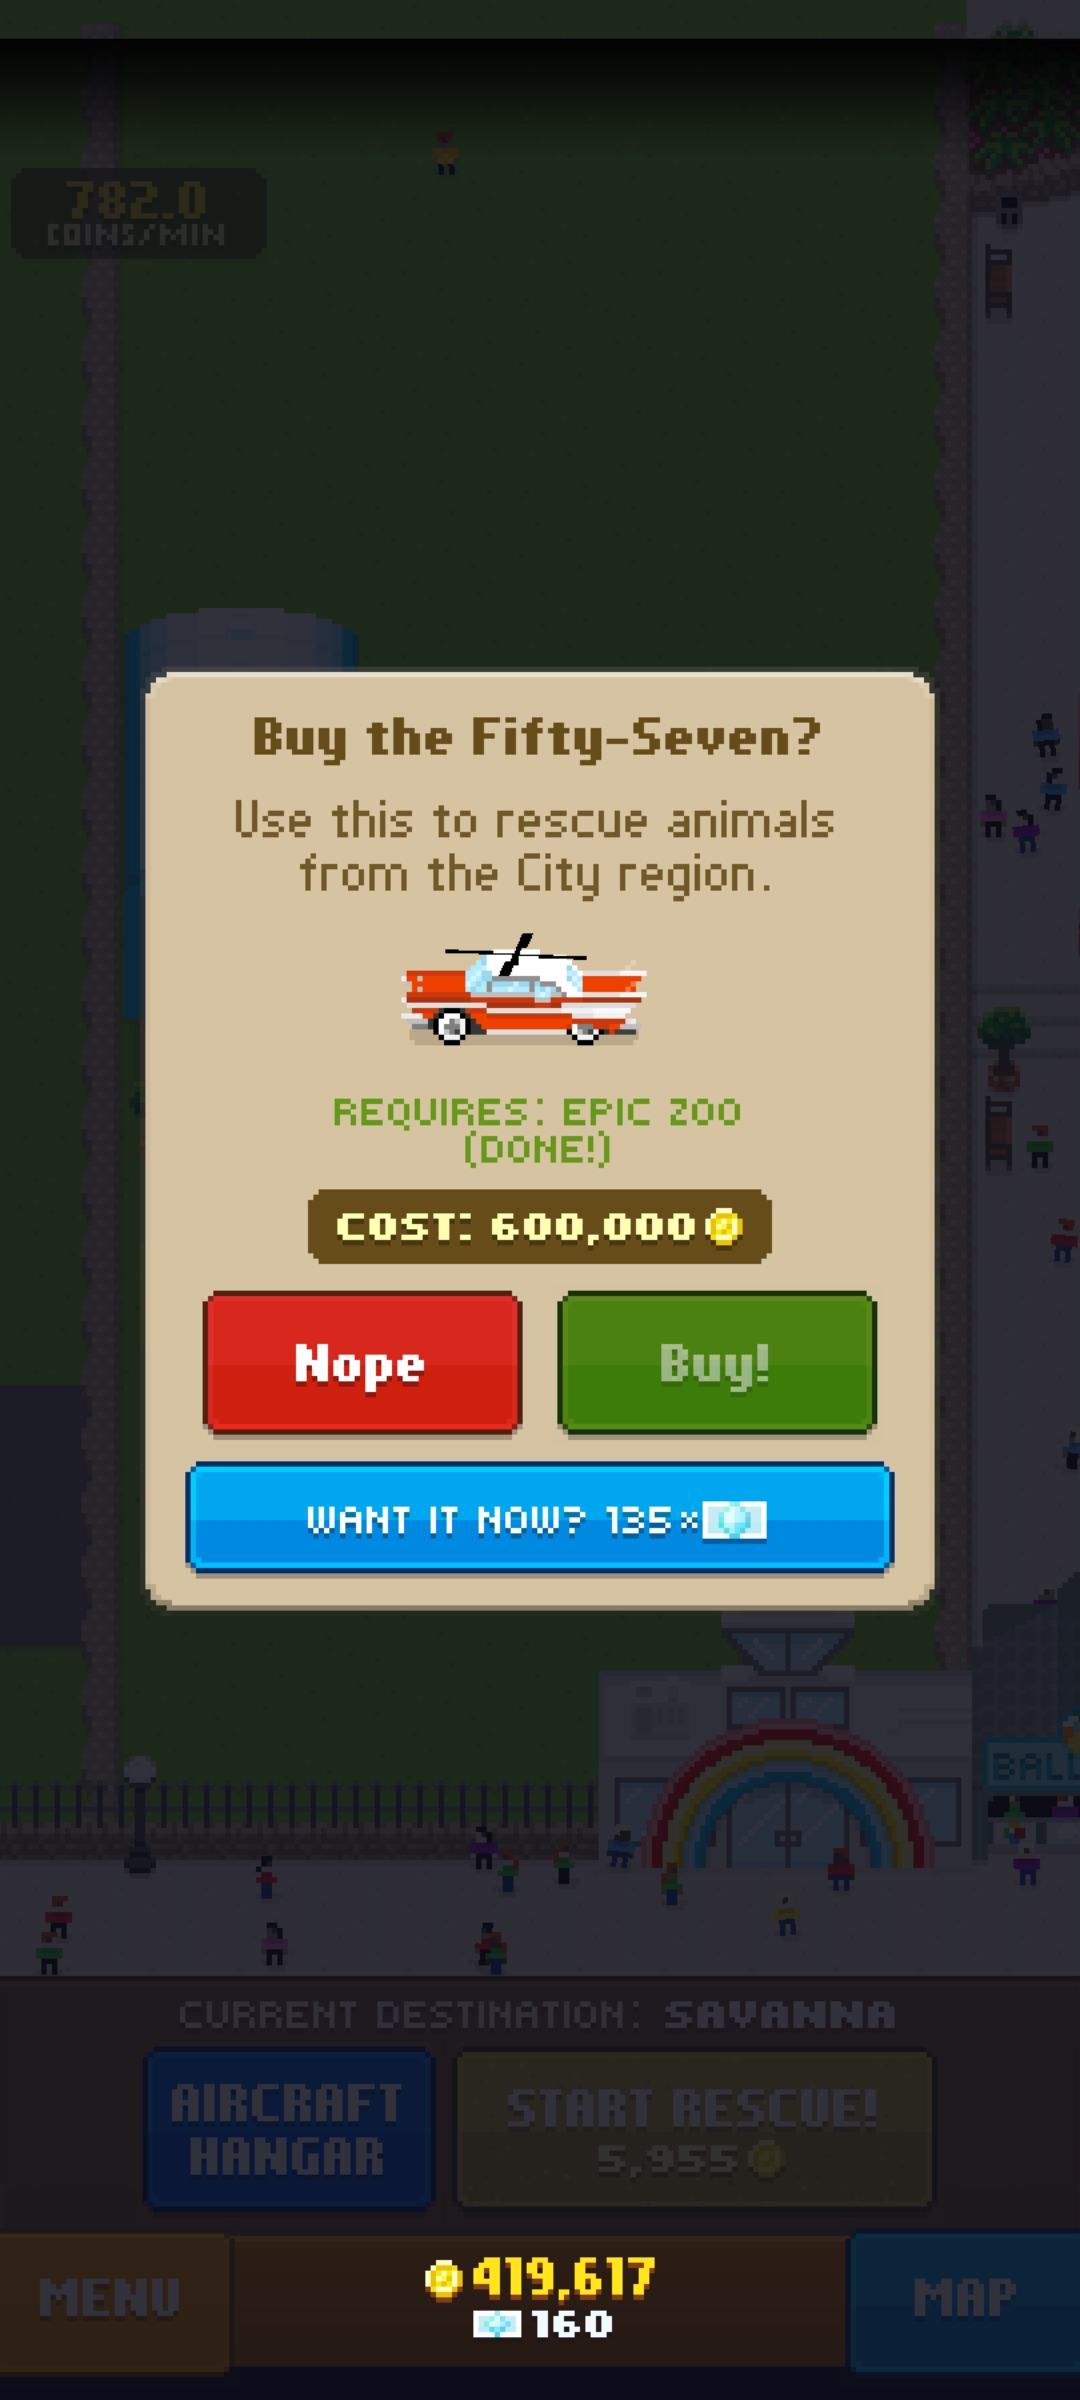 782.0
COINS/MIN
Buy the Fifty-Seven?
Use this to rescue animals
from the City region.
REQUIRES: EPIC ZOO
(DONE!)
COST: 600,000
Nope
Buy!
WANT IT NOW? 135×
BALL
CURRENT DESTINATION: SAVANNA
AIRCRAFT
HANGAR
START RESCUE!
5,955
MENU
419,617
160
MAP